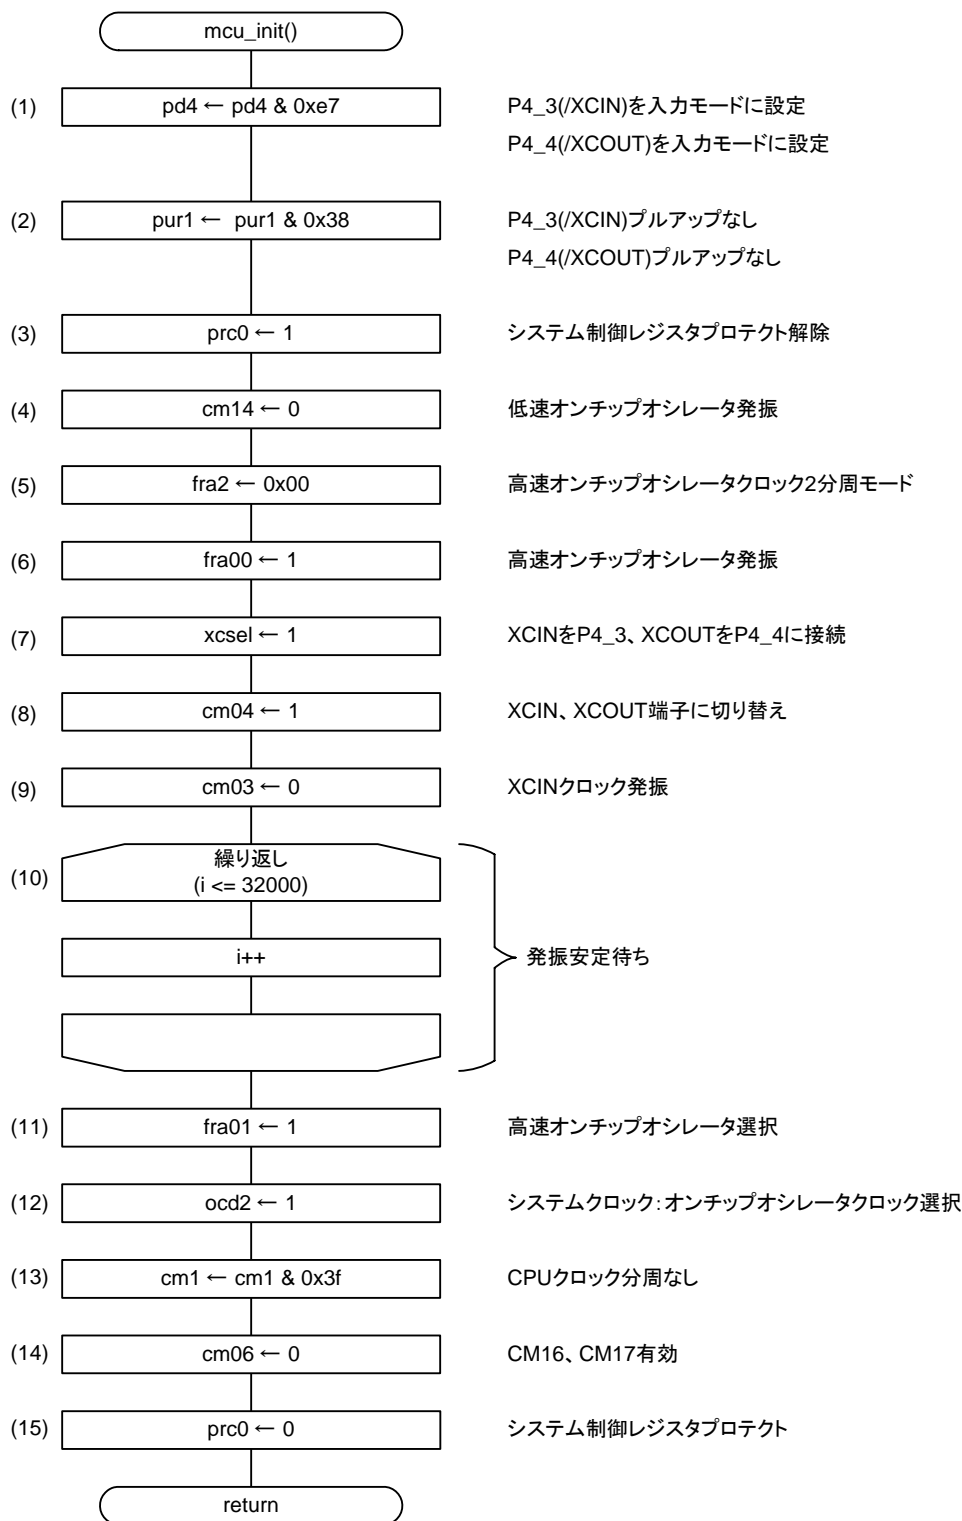 mcu_init()
(1)
pd4 ← pd4 & 0xe7
P4_3(/XCIN)を入力モードに設定
P4_4(/XCOUT)を入力モードに設定
(2)
pur1 ← pur1 & 0x38
P4_3(/XCIN)プルアップなし
P4_4(/XCOUT)プルアップなし
(3)
prc0 ← 1
システム制御レジスタプロテクト解除
(4)
cm14 ← 0
低速オンチップオシレータ発振
(5)
fra2 ← 0x00
高速オンチップオシレータクロック2分周モード
(6)
fra00 ← 1
高速オンチップオシレータ発振
(7)
xcsel ← 1
XCINをP4_3、XCOUTをP4_4に接続
(8)
cm04 ← 1
XCIN、XCOUT端子に切り替え
(9)
cm03 ← 0
XCINクロック発振
(10)
繰り返し
(i <= 32000)
i++
発振安定待ち
(11)
fra01 ← 1
高速オンチップオシレータ選択
(12)
ocd2 ← 1
システムクロック：オンチップオシレータクロック選択
(13)
cm1 ← cm1 & 0x3f
CPUクロック分周なし
(14)
cm06 ← 0
CM16、CM17有効
(15)
prc0 ← 0
システム制御レジスタプロテクト
return